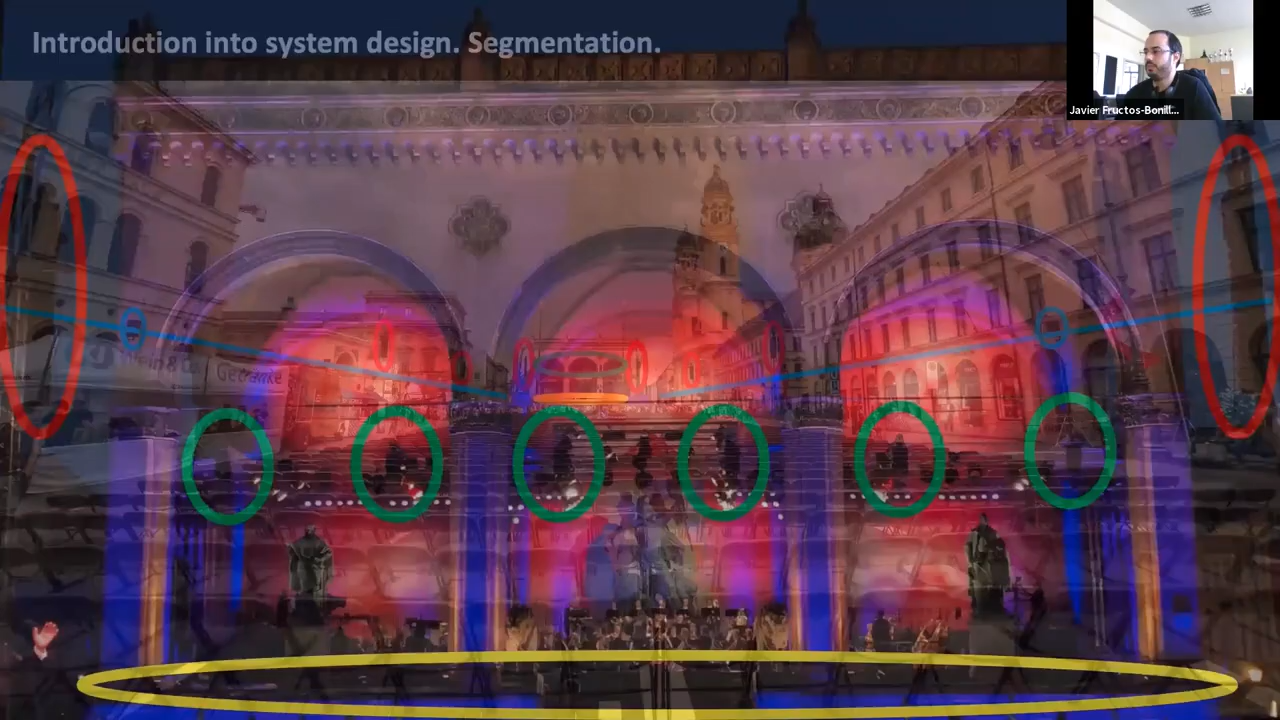 Introduction into system design. Segmentation.
Javier Fructos-Bonill...
Getränke